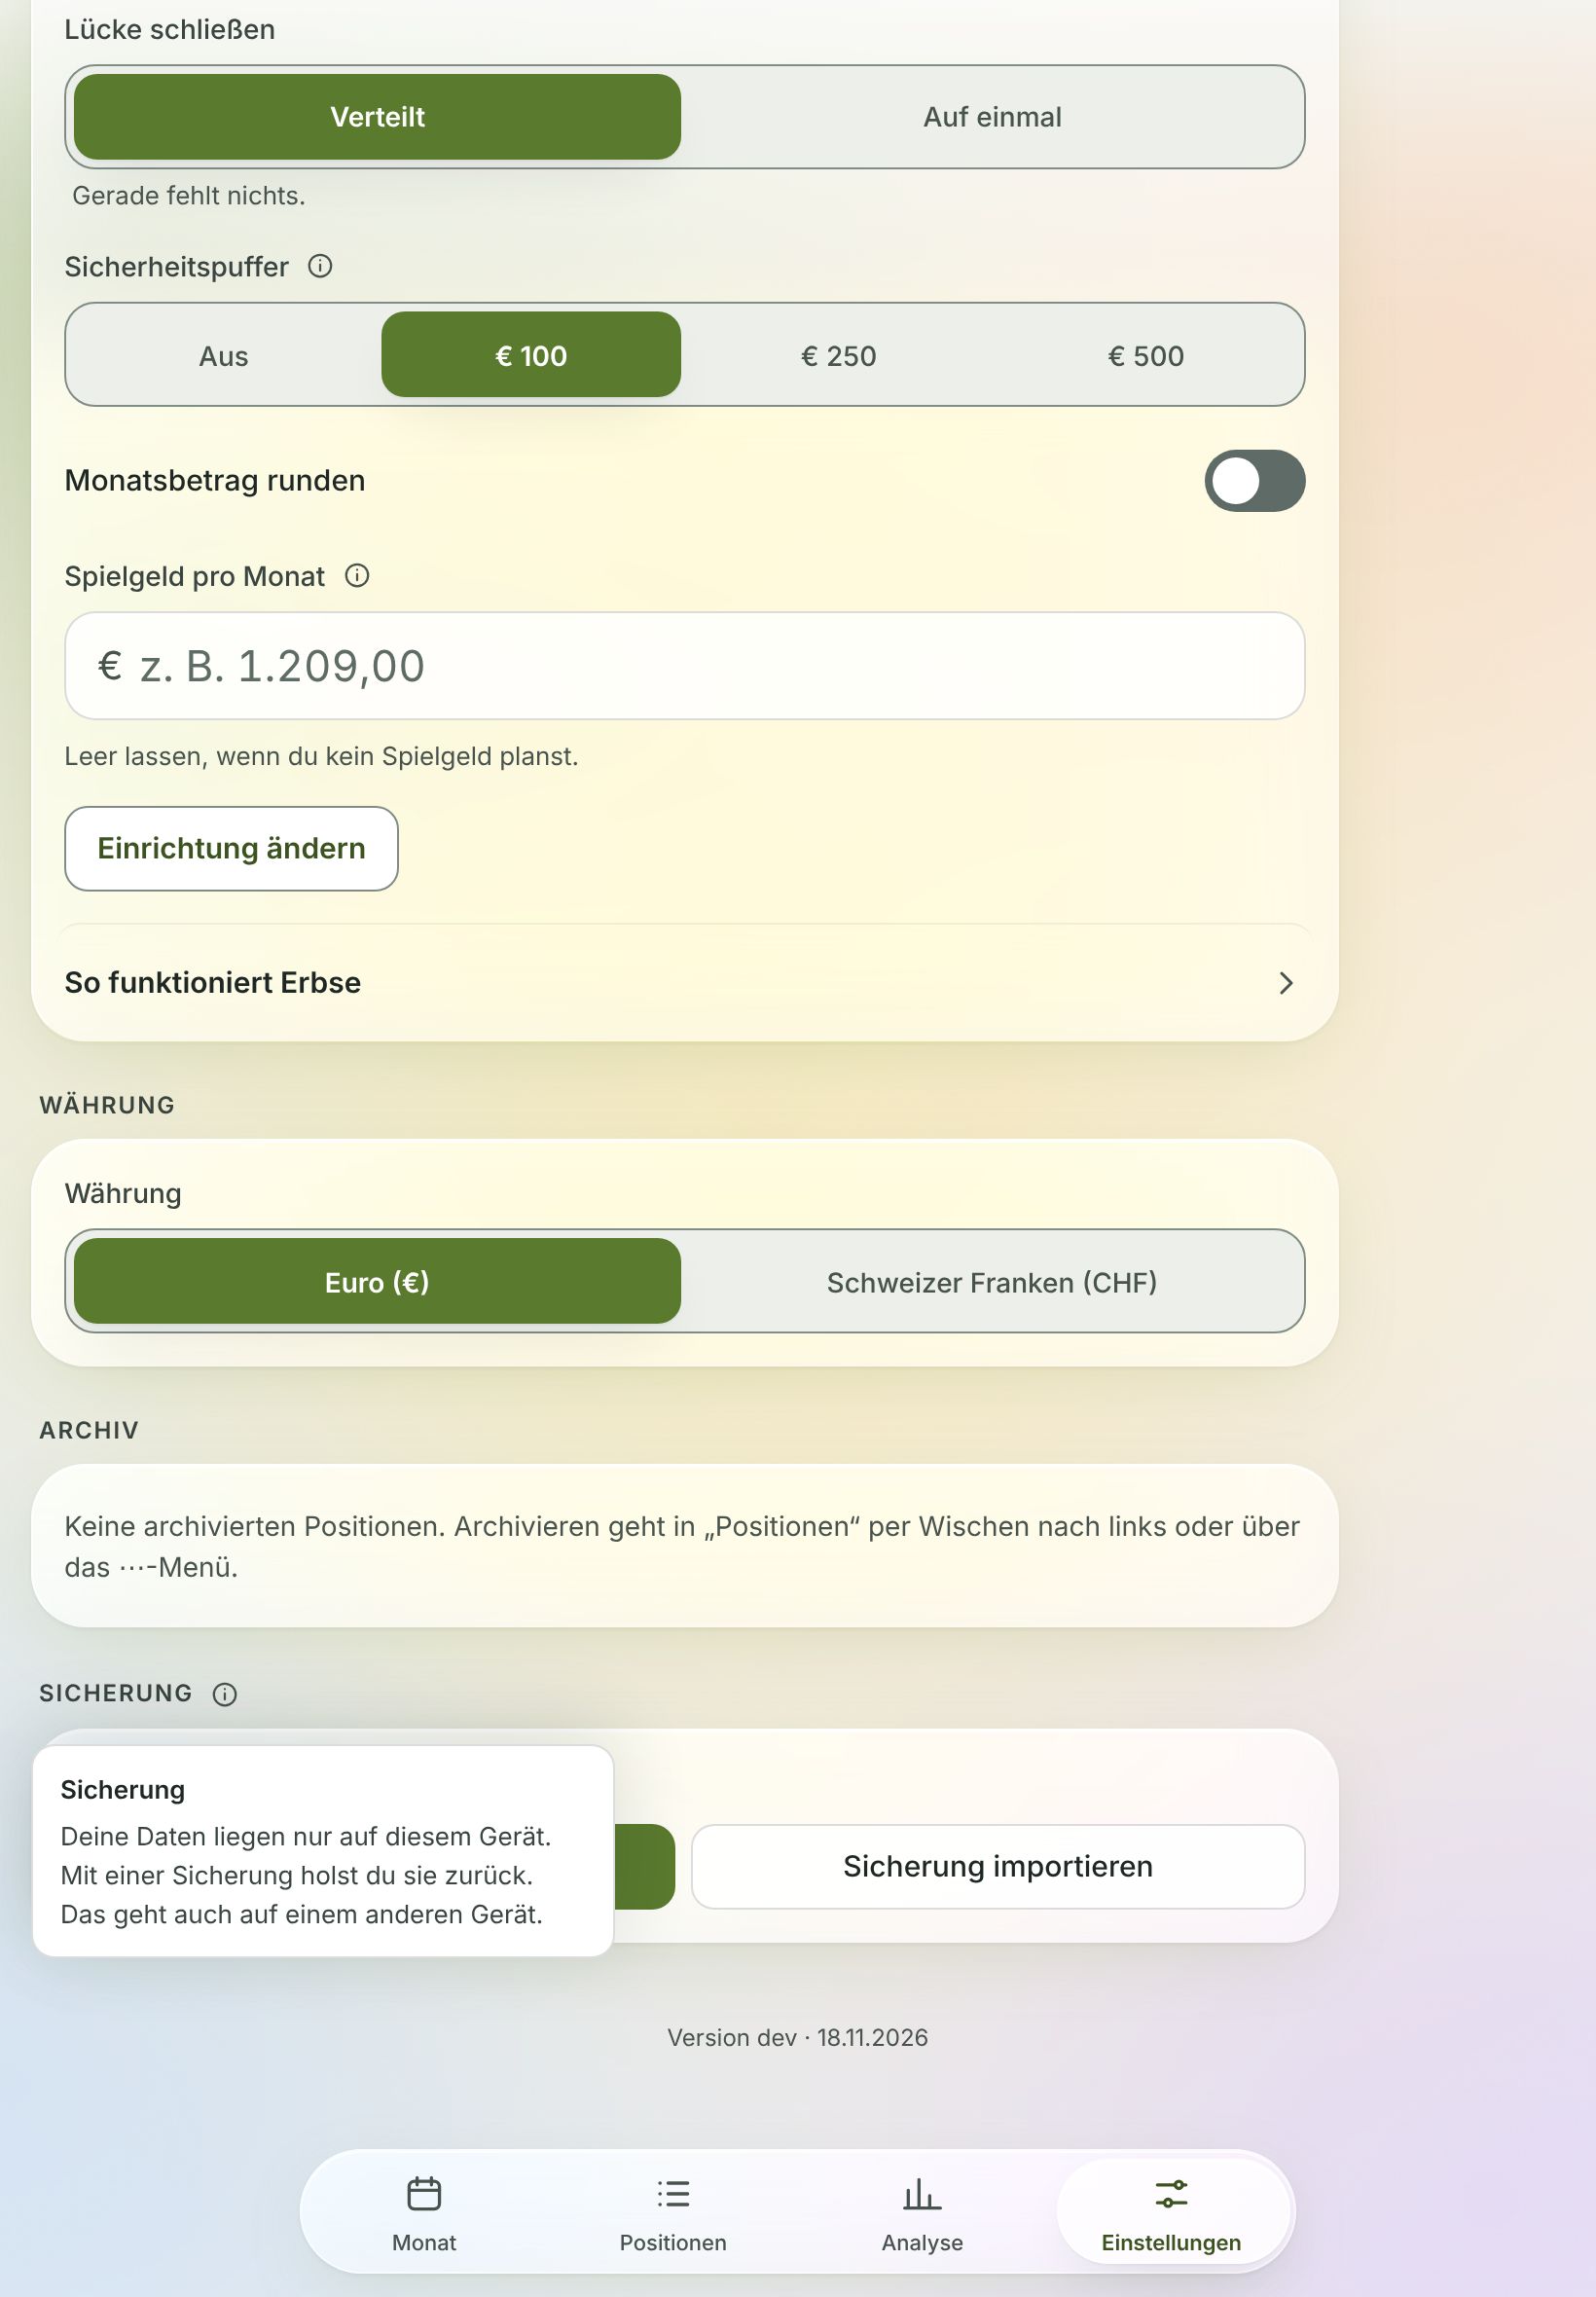 Lücke schließen
Verteilt
Auf einmal
Gerade fehlt nichts.
Sicherheitspuffer
Aus
€ 100
€ 250
€ 500
Monatsbetrag runden
Spielgeld pro Monat
€ z. B. 1.209,00
Leer lassen, wenn du kein Spielgeld planst.
Einrichtung ändern
So funktioniert Erbse
WÄHRUNG
Währung
Euro (€)
Schweizer Franken (CHF)
ARCHIV
Keine archivierten Positionen. Archivieren geht in „Positionen“ per Wischen nach links oder über
das ···-Menü.
SICHERUNG
Sicherung
Deine Daten liegen nur auf diesem Gerät.
Mit einer Sicherung holst du sie zurück.
Das geht auch auf einem anderen Gerät.
Sicherung importieren
Version dev · 18.11.2026
Monat
Positionen
Analyse
Einstellungen